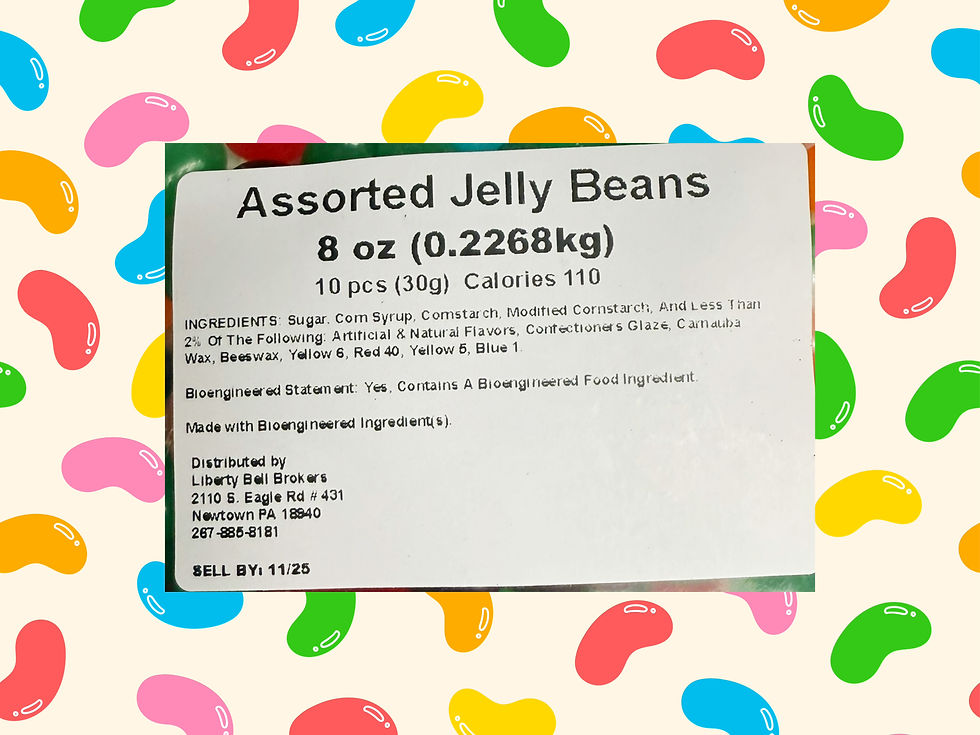 Assorted Jelly Beans
8 oz (0.2268kg)
10 pcs (30g) Calories 110
INGREDIENTS: Sugar, Corn Syrup, Cornstarch, Modified Cornstarch, And Less Than
2% Of The Following: Artificial & Natural Flavors, Confectioners Glaze, Carnauba
Wax, Beeswax, Yellow 6, Red 40, Yellow 5, Blue 1.
Bioengineered Statement: Yes, Contains A Bioengineered Food Ingredient.
Made with Bioengineered Ingredient(s).
Distributed by
Liberty Bell Brokers
2110 S. Eagle Rd # 431
Newtown PA 18940
267-885-8181
SELL BY: 11/25